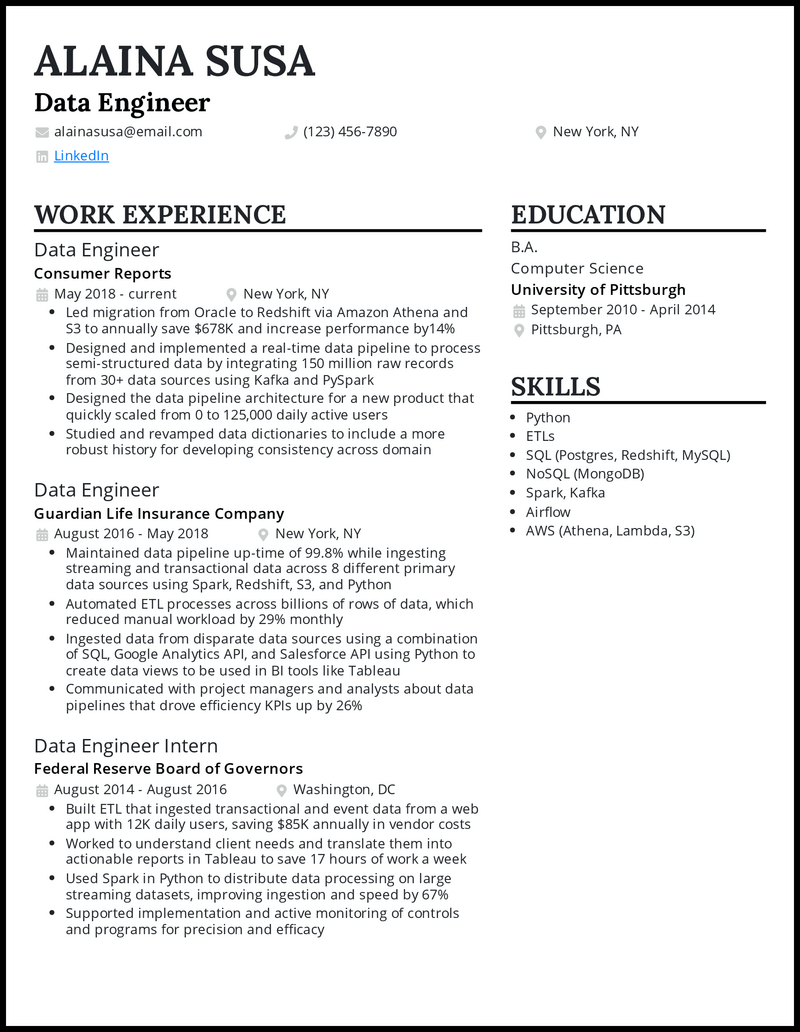 ALAINA SUSA
Data Engineer
alainasusa@email.com
(123) 456-7890
New York, NY
LinkedIn
WORK EXPERIENCE
Data Engineer
Consumer Reports
May 2018 - current
New York, NY
• Led migration from Oracle to Redshift via Amazon Athena and
S3 to annually save $678K and increase performance by14%
• Designed and implemented a real-time data pipeline to process
semi-structured data by integrating 150 million raw records
from 30+ data sources using Kafka and PySpark
• Designed the data pipeline architecture for a new product that
quickly scaled from 0 to 125,000 daily active users
• Studied and revamped data dictionaries to include a more
robust history for developing consistency across domain
Data Engineer
Guardian Life Insurance Company
August 2016 - May 2018
New York, NY
• Maintained data pipeline up-time of 99.8% while ingesting
streaming and transactional data across 8 different primary
data sources using Spark, Redshift, S3, and Python
• Automated ETL processes across billions of rows of data, which
reduced manual workload by 29% monthly
• Ingested data from disparate data sources using a combination
of SQL, Google Analytics API, and Salesforce API using Python to
create data views to be used in BI tools like Tableau
• Communicated with project managers and analysts about data
pipelines that drove efficiency KPIs up by 26%
Data Engineer Intern
Federal Reserve Board of Governors
August 2014 - August 2016
Washington, DC
• Built ETL that ingested transactional and event data from a web
app with 12K daily users, saving $85K annually in vendor costs
• Worked to understand client needs and translate them into
actionable reports in Tableau to save 17 hours of work a week
• Used Spark in Python to distribute data processing on large
streaming datasets, improving ingestion and speed by 67%
• Supported implementation and active monitoring of controls
and programs for precision and efficacy
EDUCATION
B.A.
Computer Science
University of Pittsburgh
September 2010 - April 2014
Pittsburgh, PA
SKILLS
• Python
• ETLs
• SQL (Postgres, Redshift, MySQL)
• NoSQL (MongoDB)
• Spark, Kafka
• Airflow
• AWS (Athena, Lambda, S3)